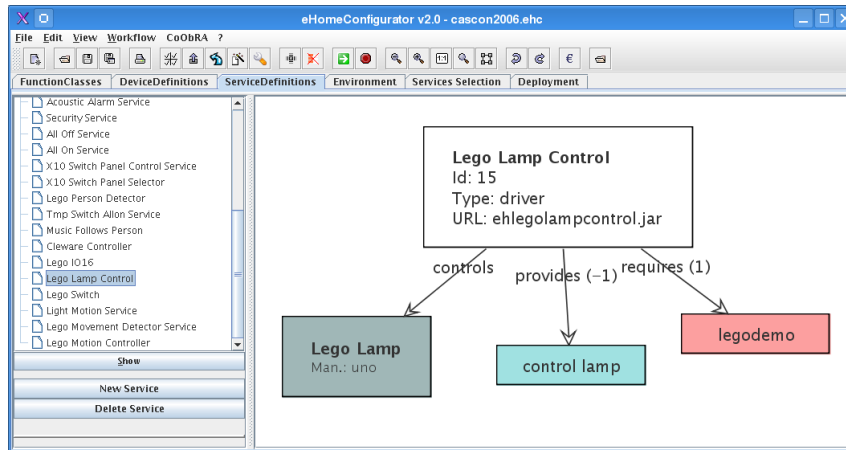 eHomeConfigurator v2.0 - cascon2006.ehc
File Edit View Workflow CoObRA ?
1:1 €
FunctionClasses DeviceDefinitions ServiceDefinitions Environment Services Selection Deployment
Acoustic Alarm Service
Security Service
All Off Service
All On Service
X10 Switch Panel Control Service
X10 Switch Panel Selector
Lego Person Detector
Tmp Switch Allon Service
Music Follows Person
Cleware Controller
Lego IO16
Lego Lamp Control
Lego Switch
Light Motion Service
Lego Movement Detector Service
Lego Motion Controller
Show
New Service
Delete Service
Lego Lamp Control
Id: 15
Type: driver
URL: ehlegolampcontrol.jar
controls
provides (−1)
requires (1)
Lego Lamp
Man.: uno
control lamp
legodemo